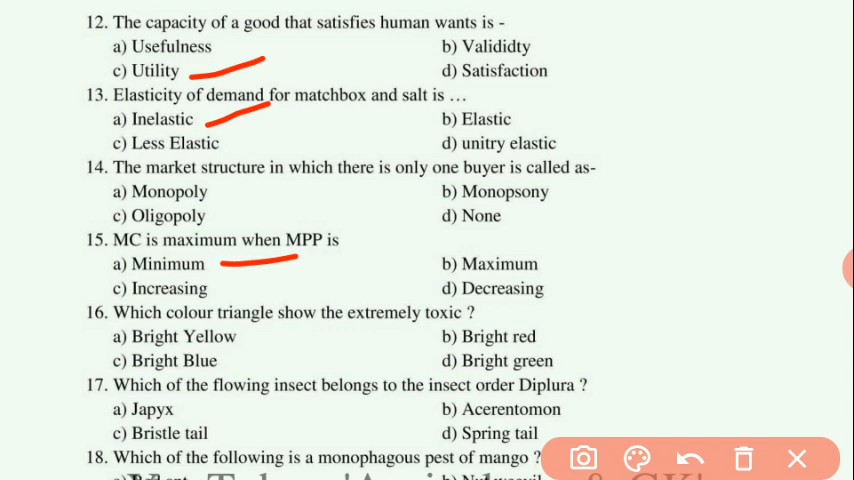 12. The capacity of a good that satisfies human wants is -
a) Usefulness b) Valididty
c) Utility d) Satisfaction
13. Elasticity of demand for matchbox and salt is …
a) Inelastic b) Elastic
c) Less Elastic d) unitry elastic
14. The market structure in which there is only one buyer is called as-
a) Monopoly b) Monopsony
c) Oligopoly d) None
15. MC is maximum when MPP is
a) Minimum b) Maximum
c) Increasing d) Decreasing
16. Which colour triangle show the extremely toxic ?
a) Bright Yellow b) Bright red
c) Bright Blue d) Bright green
17. Which of the flowing insect belongs to the insect order Diplura ?
a) Japyx b) Acerentomon
c) Bristle tail d) Spring tail
18. Which of the following is a monophagous pest of mango ?